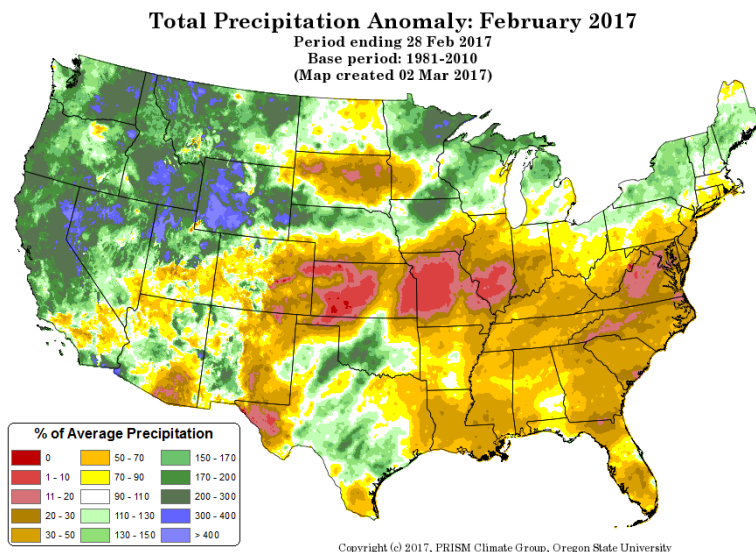 Total Precipitation Anomaly: February 2017
Period ending 28 Feb 2017
Base period: 1981-2010
(Map created 02 Mar 2017)
% of Average Precipitation
0
1 - 10
11 - 20
20 - 30
30 - 50
50 - 70
70 - 90
90 - 110
110 - 130
130 - 150
150 - 170
170 - 200
200 - 300
300 - 400
> 400
Copyright (c) 2017, PRISM Climate Group, Oregon State University